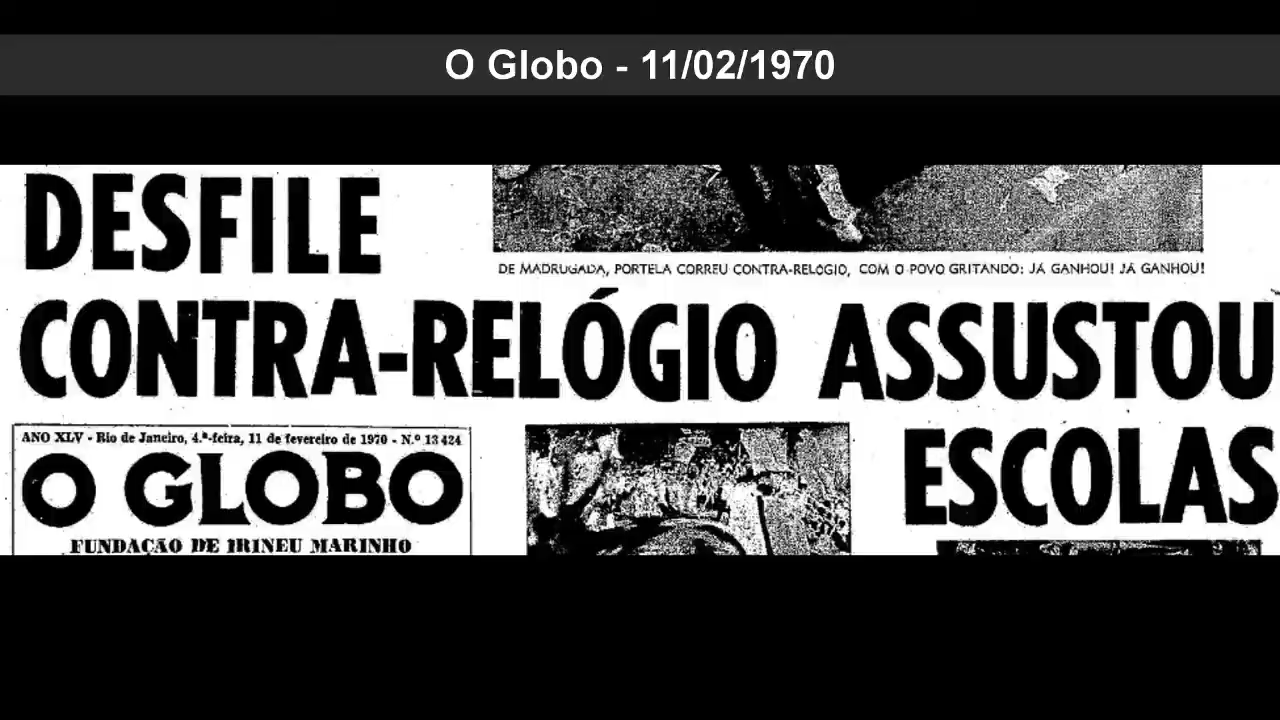 O Globo - 11/02/1970
DESFILE
DE MADRUGADA, PORTELA CORREU CONTRA-RELOGIO, COM O POVO GRITANDO: JÁ GANHOU! JÁ GANHOU!
CONTRA-RELÓGIO ASSUSTOU
ESCOLAS
ANO XLV - Rio de Janeiro, 4.ª-feira, 11 de fevereiro de 1970 - N.º 13 424
O GLOBO
FUNDAÇÃO DE IRINEU MARINHO